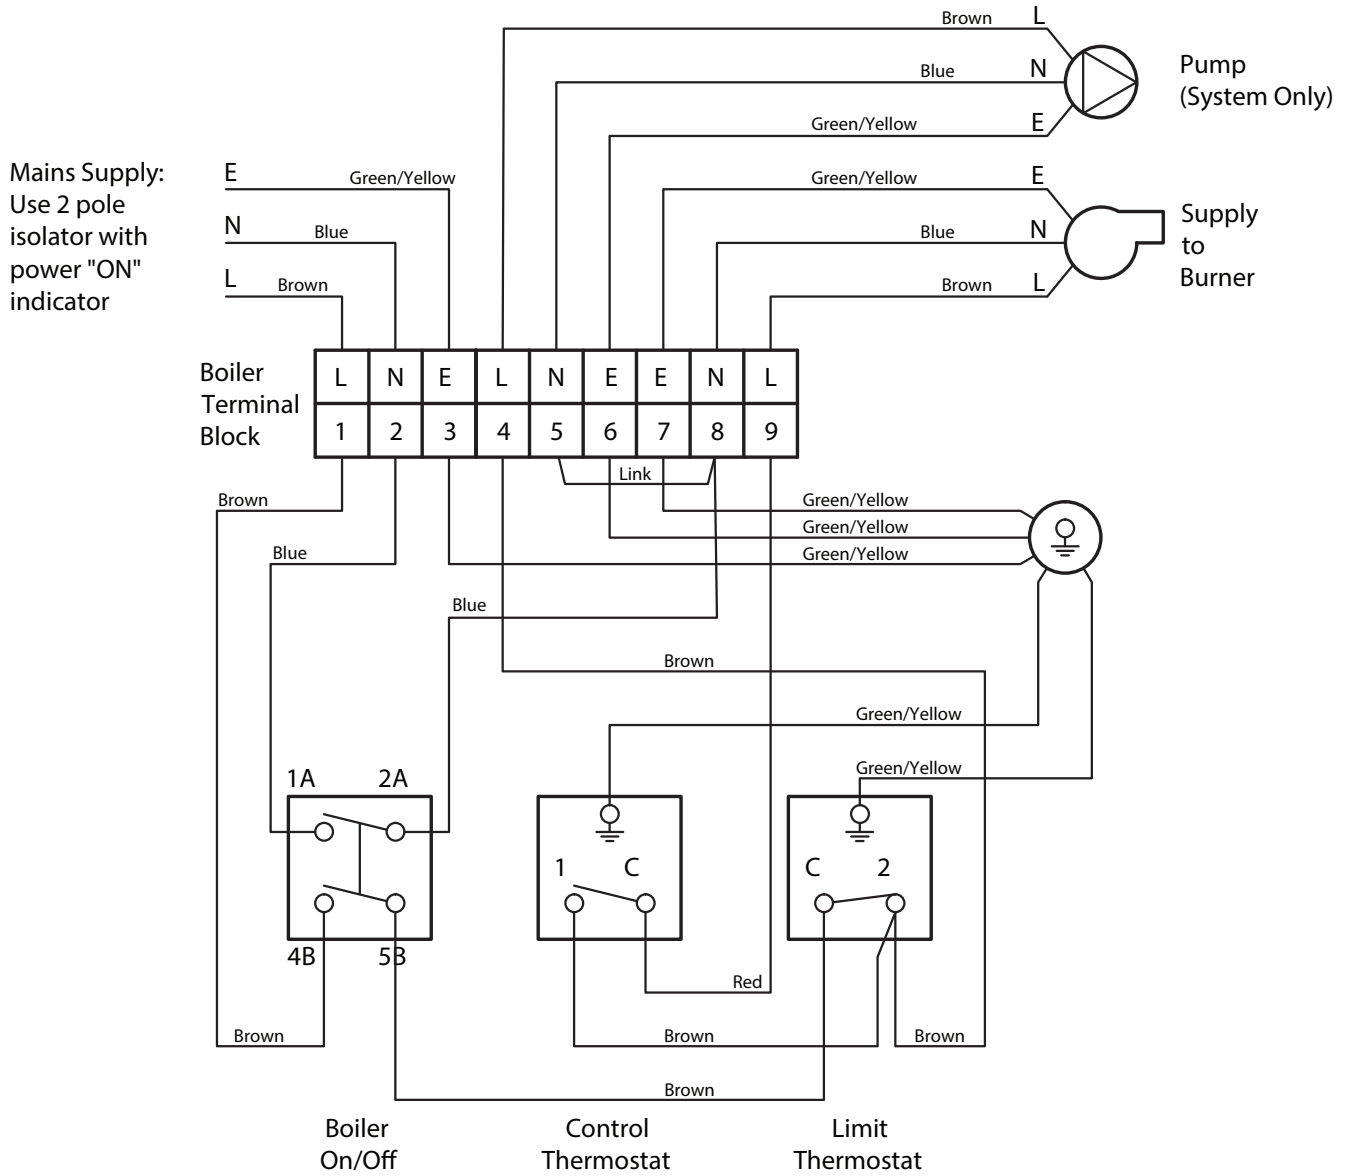 Brown L
Blue N
Green/Yellow E
Pump
(System Only)
Mains Supply:
Use 2 pole
isolator with
power "ON"
indicator
E Green/Yellow
N Blue
L Brown
Green/Yellow E
Blue N
Brown L
Supply
to
Burner
Boiler
Terminal
Block
L N E L N E E N L
1 2 3 4 5 6 7 8 9
Link
Brown
Blue
Green/Yellow
Green/Yellow
Green/Yellow
Blue
Brown
Green/Yellow
Green/Yellow
1A 2A
4B 5B
1 C
C 2
Red
Brown
Brown
Brown
Brown
Boiler
On/Off
Control
Thermostat
Limit
Thermostat